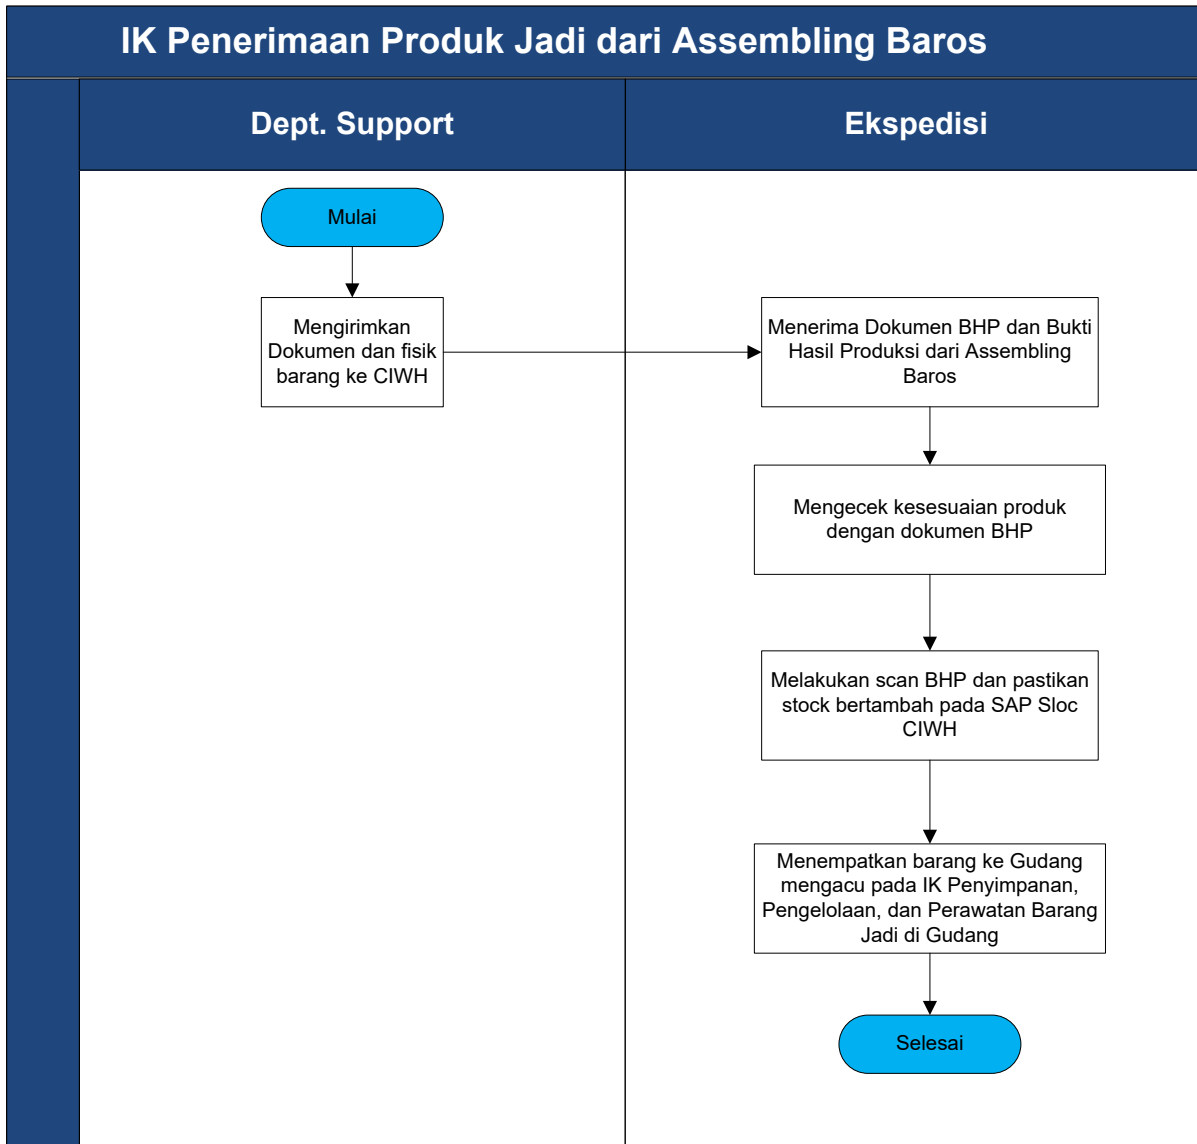 IK Penerimaan Produk Jadi dari Assembling Baros
Dept. Support
Ekspedisi
Mulai
Mengirimkan
Dokumen dan fisik
barang ke CIWH
Menerima Dokumen BHP dan Bukti
Hasil Produksi dari Assembling
Baros
Mengecek kesesuaian produk
dengan dokumen BHP
Melakukan scan BHP dan pastikan
stock bertambah pada SAP Sloc
CIWH
Menempatkan barang ke Gudang
mengacu pada IK Penyimpanan,
Pengelolaan, dan Perawatan Barang
Jadi di Gudang
Selesai